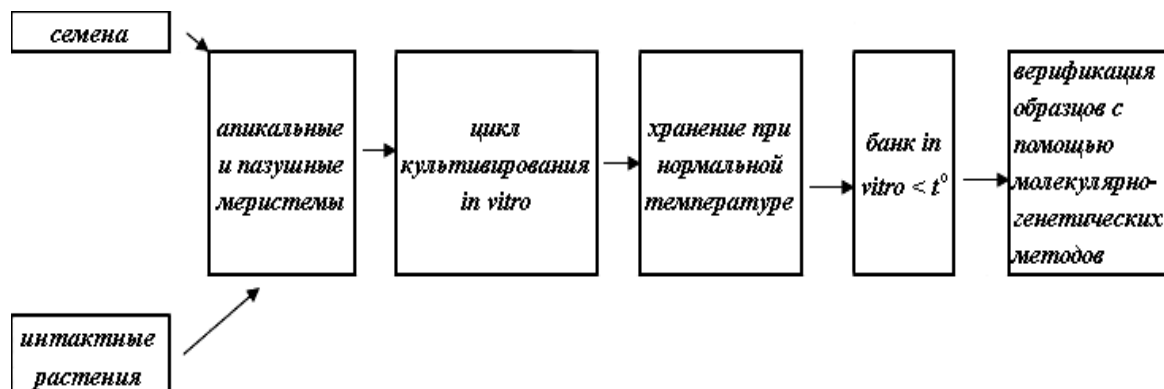 семена
апикальные
и пазушные
меристемы
цикл
культивирования
in vitro
хранение при
нормальной
температуре
банк in
vitro < t°
верификация
образцов с
помощью
молекулярно-
генетических
методов
интактные
растения